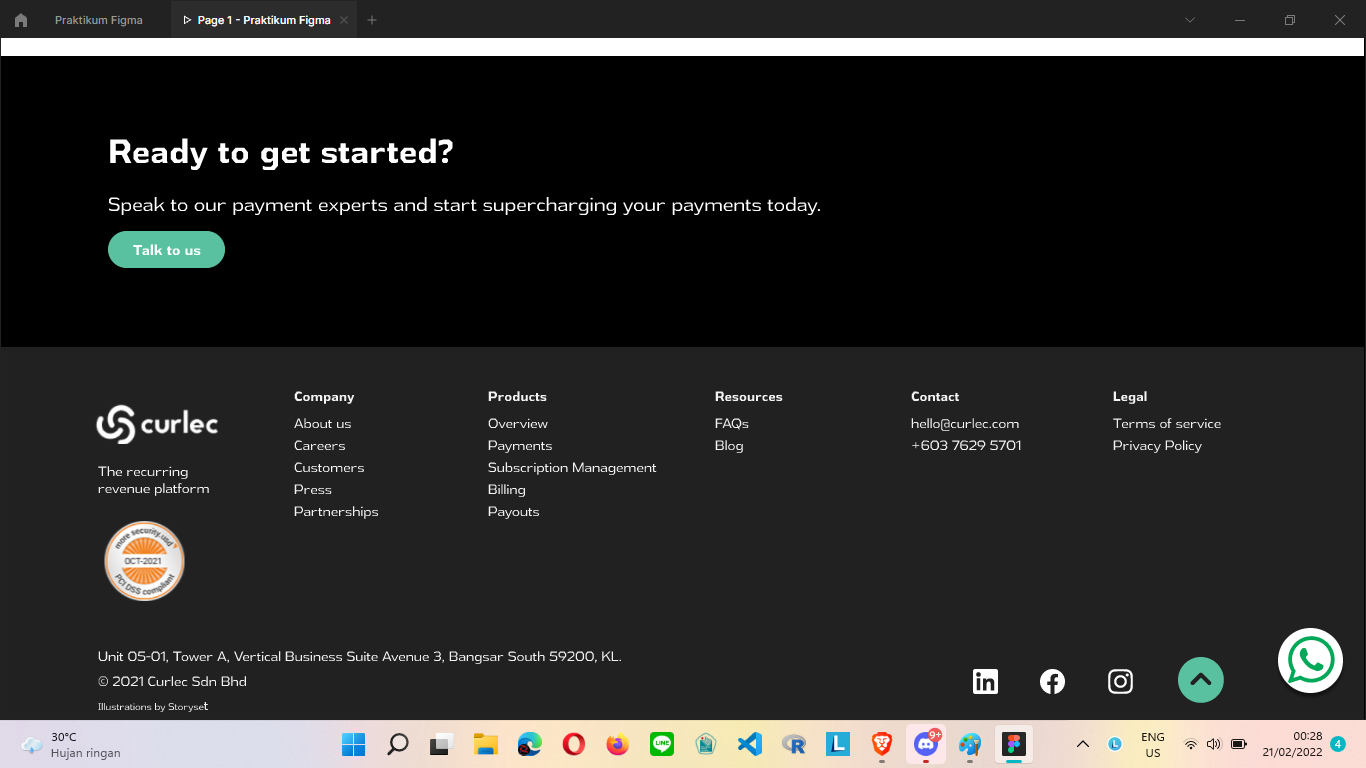 Praktikum Figma
Page 1 - Praktikum Figma
Ready to get started?
Speak to our payment experts and start supercharging your payments today.
Talk to us
curlec
The recurring
revenue platform
more security. usd
OCT-2021
PCI DSS compliant
Company
About us
Careers
Customers
Press
Partnerships
Products
Overview
Payments
Subscription Management
Billing
Payouts
Resources
FAQs
Blog
Contact
hello@curlec.com
+603 7629 5701
Legal
Terms of service
Privacy Policy
Unit 05-01, Tower A, Vertical Business Suite Avenue 3, Bangsar South 59200, KL.
© 2021 Curlec Sdn Bhd
Illustrations by Storyset
30°C
Hujan ringan
LINE
R
L
9+
L
ENG
US
00:28
21/02/2022
4